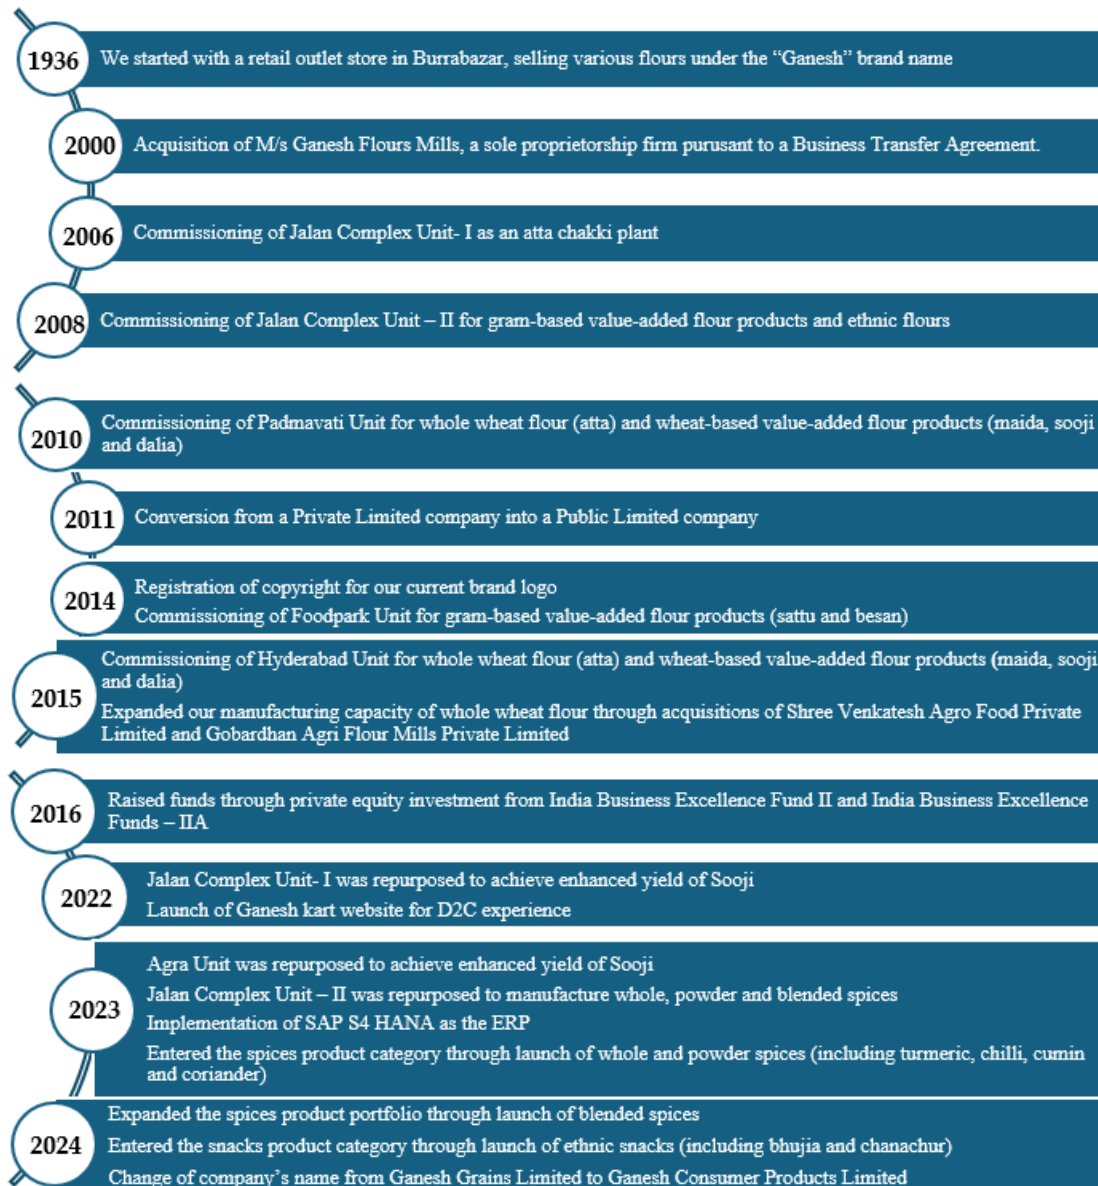 1936
We started with a retail outlet store in Burrabazar, selling various flours under the “Ganesh” brand name
2000
Acquisition of M/s Ganesh Flours Mills, a sole proprietorship firm purusant to a Business Transfer Agreement.
2006
Commissioning of Jalan Complex Unit- I as an atta chakki plant
2008
Commissioning of Jalan Complex Unit – II for gram-based value-added flour products and ethnic flours
2010
Commissioning of Padmavati Unit for whole wheat flour (atta) and wheat-based value-added flour products (maida, sooji
and dalia)
2011
Conversion from a Private Limited company into a Public Limited company
2014
Registration of copyright for our current brand logo
Commissioning of Foodpark Unit for gram-based value-added flour products (sattu and besan)
2015
Commissioning of Hyderabad Unit for whole wheat flour (atta) and wheat-based value-added flour products (maida, sooji
and dalia)
Expanded our manufacturing capacity of whole wheat flour through acquisitions of Shree Venkatesh Agro Food Private
Limited and Gobardhan Agri Flour Mills Private Limited
2016
Raised funds through private equity investment from India Business Excellence Fund II and India Business Excellence
Funds – IIA
2022
Jalan Complex Unit- I was repurposed to achieve enhanced yield of Sooji
Launch of Ganesh kart website for D2C experience
2023
Agra Unit was repurposed to achieve enhanced yield of Sooji
Jalan Complex Unit – II was repurposed to manufacture whole, powder and blended spices
Implementation of SAP S4 HANA as the ERP
Entered the spices product category through launch of whole and powder spices (including turmeric, chilli, cumin
and coriander)
2024
Expanded the spices product portfolio through launch of blended spices
Entered the snacks product category through launch of ethnic snacks (including bhujia and chanachur)
Change of company’s name from Ganesh Grains Limited to Ganesh Consumer Products Limited